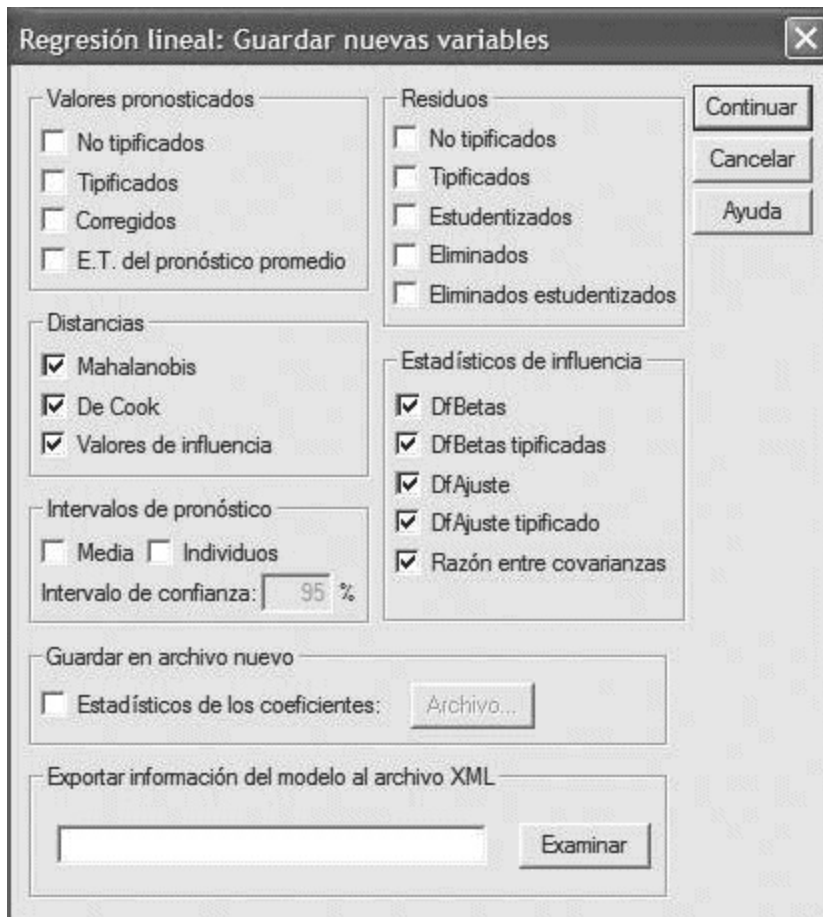 Regresión lineal: Guardar nuevas variables
Valores pronosticados
No tipificados
Tipificados
Corregidos
E.T. del pronóstico promedio
Residuos
No tipificados
Tipificados
Estudentizados
Eliminados
Eliminados estudentizados
Continuar
Cancelar
Ayuda
Distancias
Mahalanobis
De Cook
Valores de influencia
Estadísticos de influencia
DfBetas
DfBetas tipificadas
DfAjuste
DfAjuste tipificado
Razón entre covarianzas
Intervalos de pronóstico
Media Individuos
Intervalo de confianza: 95 %
Guardar en archivo nuevo
Estadísticos de los coeficientes: Archivo...
Exportar información del modelo al archivo XML
Examinar